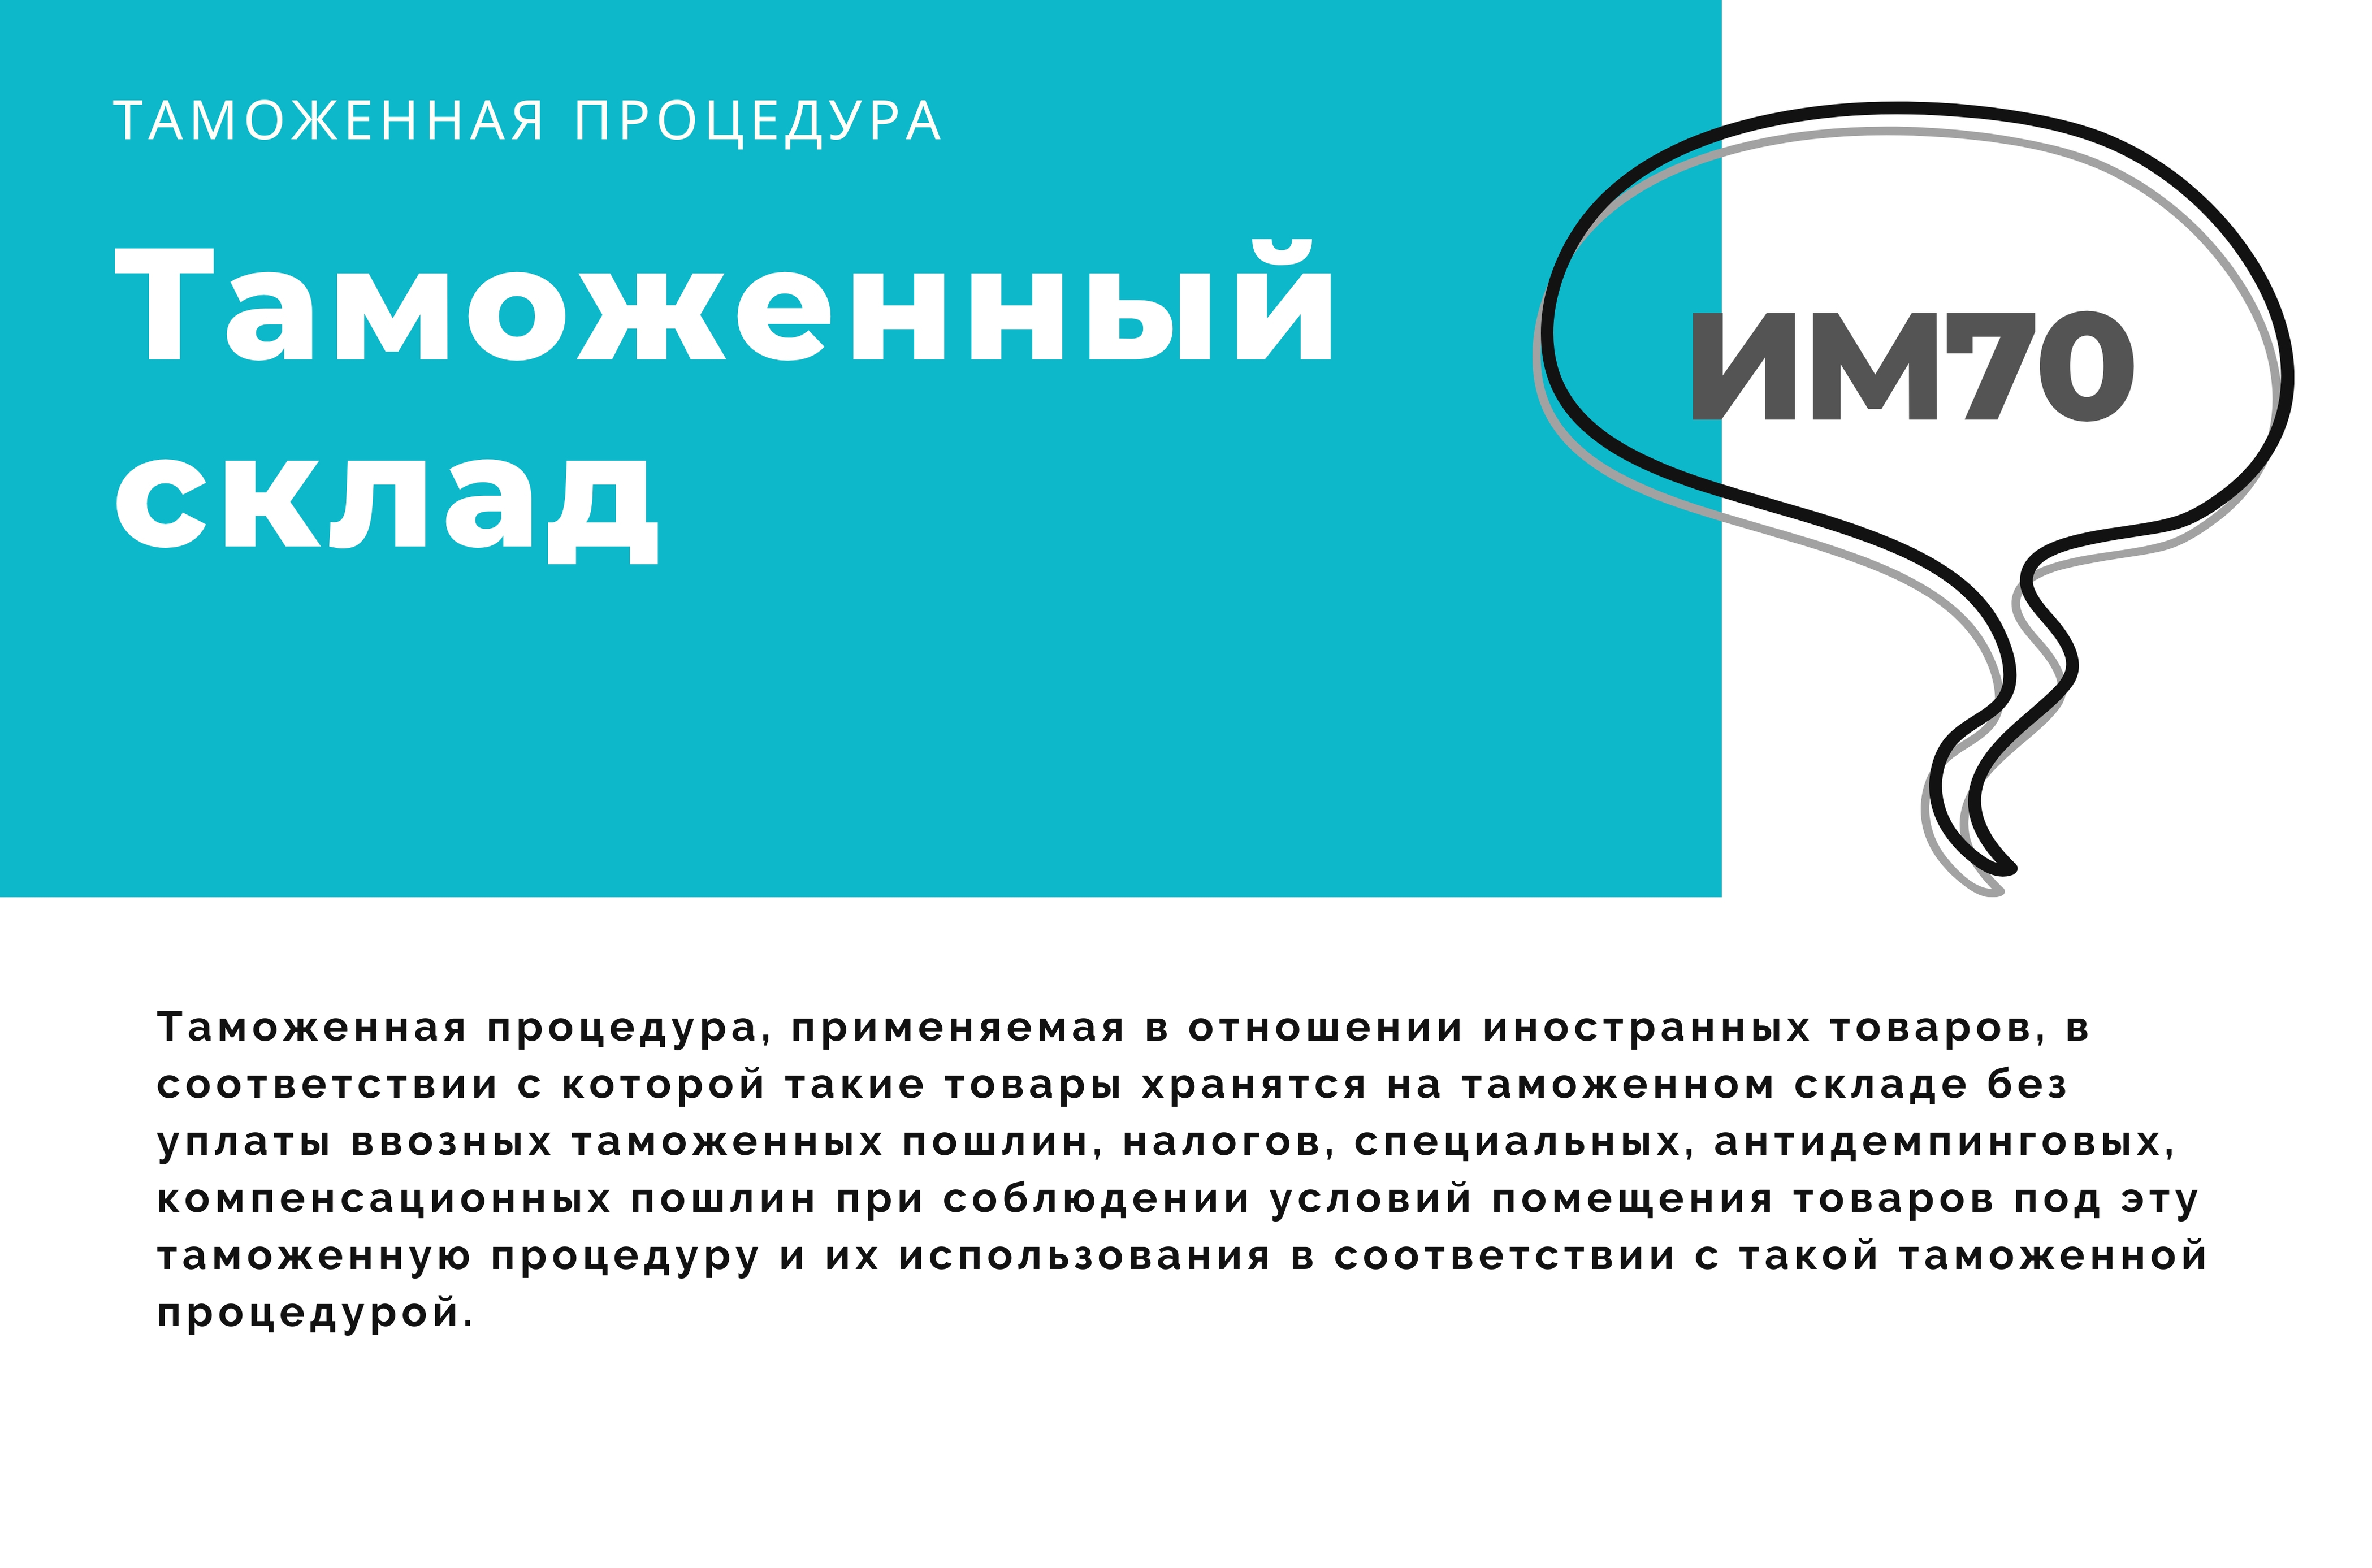 ТАМОЖЕННАЯ ПРОЦЕДУРА
Таможенный
склад
ИМ70
Таможенная процедура, применяемая в отношении иностранных товаров, в
соответствии с которой такие товары хранятся на таможенном складе без
уплаты ввозных таможенных пошлин, налогов, специальных, антидемпинговых,
компенсационных пошлин при соблюдении условий помещения товаров под эту
таможенную процедуру и их использования в соответствии с такой таможенной
процедурой.